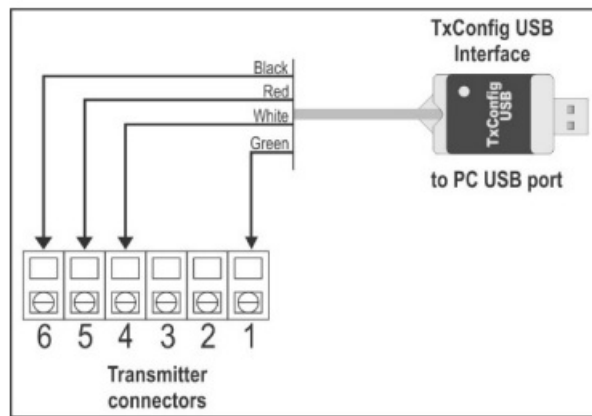 TxConfig USB
Interface
Black
Red
White
Green
TxConfig
USB
to PC USB port
6 5 4 3 2 1
Transmitter
connectors